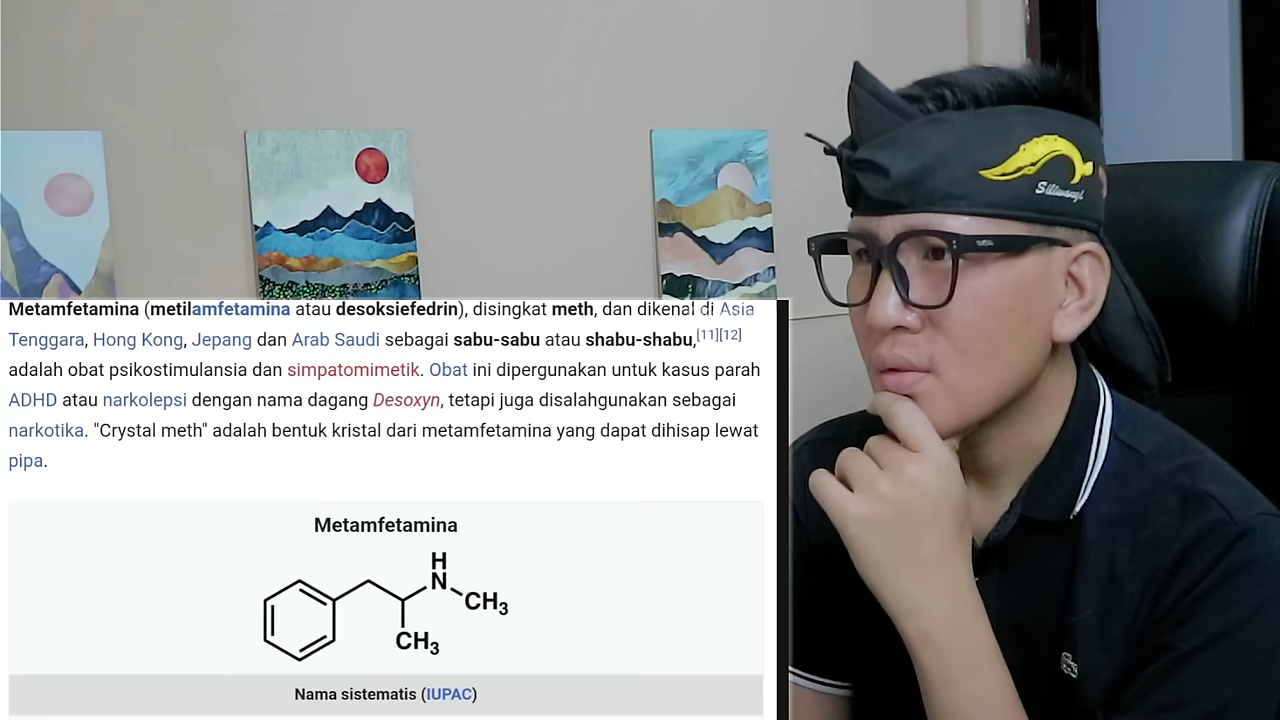 Siliwangi
Metamfetamina (metilamfetamina atau desoksiefedrin), disingkat meth, dan dikenal di Asia
Tenggara, Hong Kong, Jepang dan Arab Saudi sebagai sabu-sabu atau shabu-shabu,[11][12]
adalah obat psikostimulansia dan simpatomimetik. Obat ini dipergunakan untuk kasus parah
ADHD atau narkolepsi dengan nama dagang Desoxyn, tetapi juga disalahgunakan sebagai
narkotika. "Crystal meth" adalah bentuk kristal dari metamfetamina yang dapat dihisap lewat
pipa.
Metamfetamina
H
N
CH3
CH3
Nama sistematis (IUPAC)